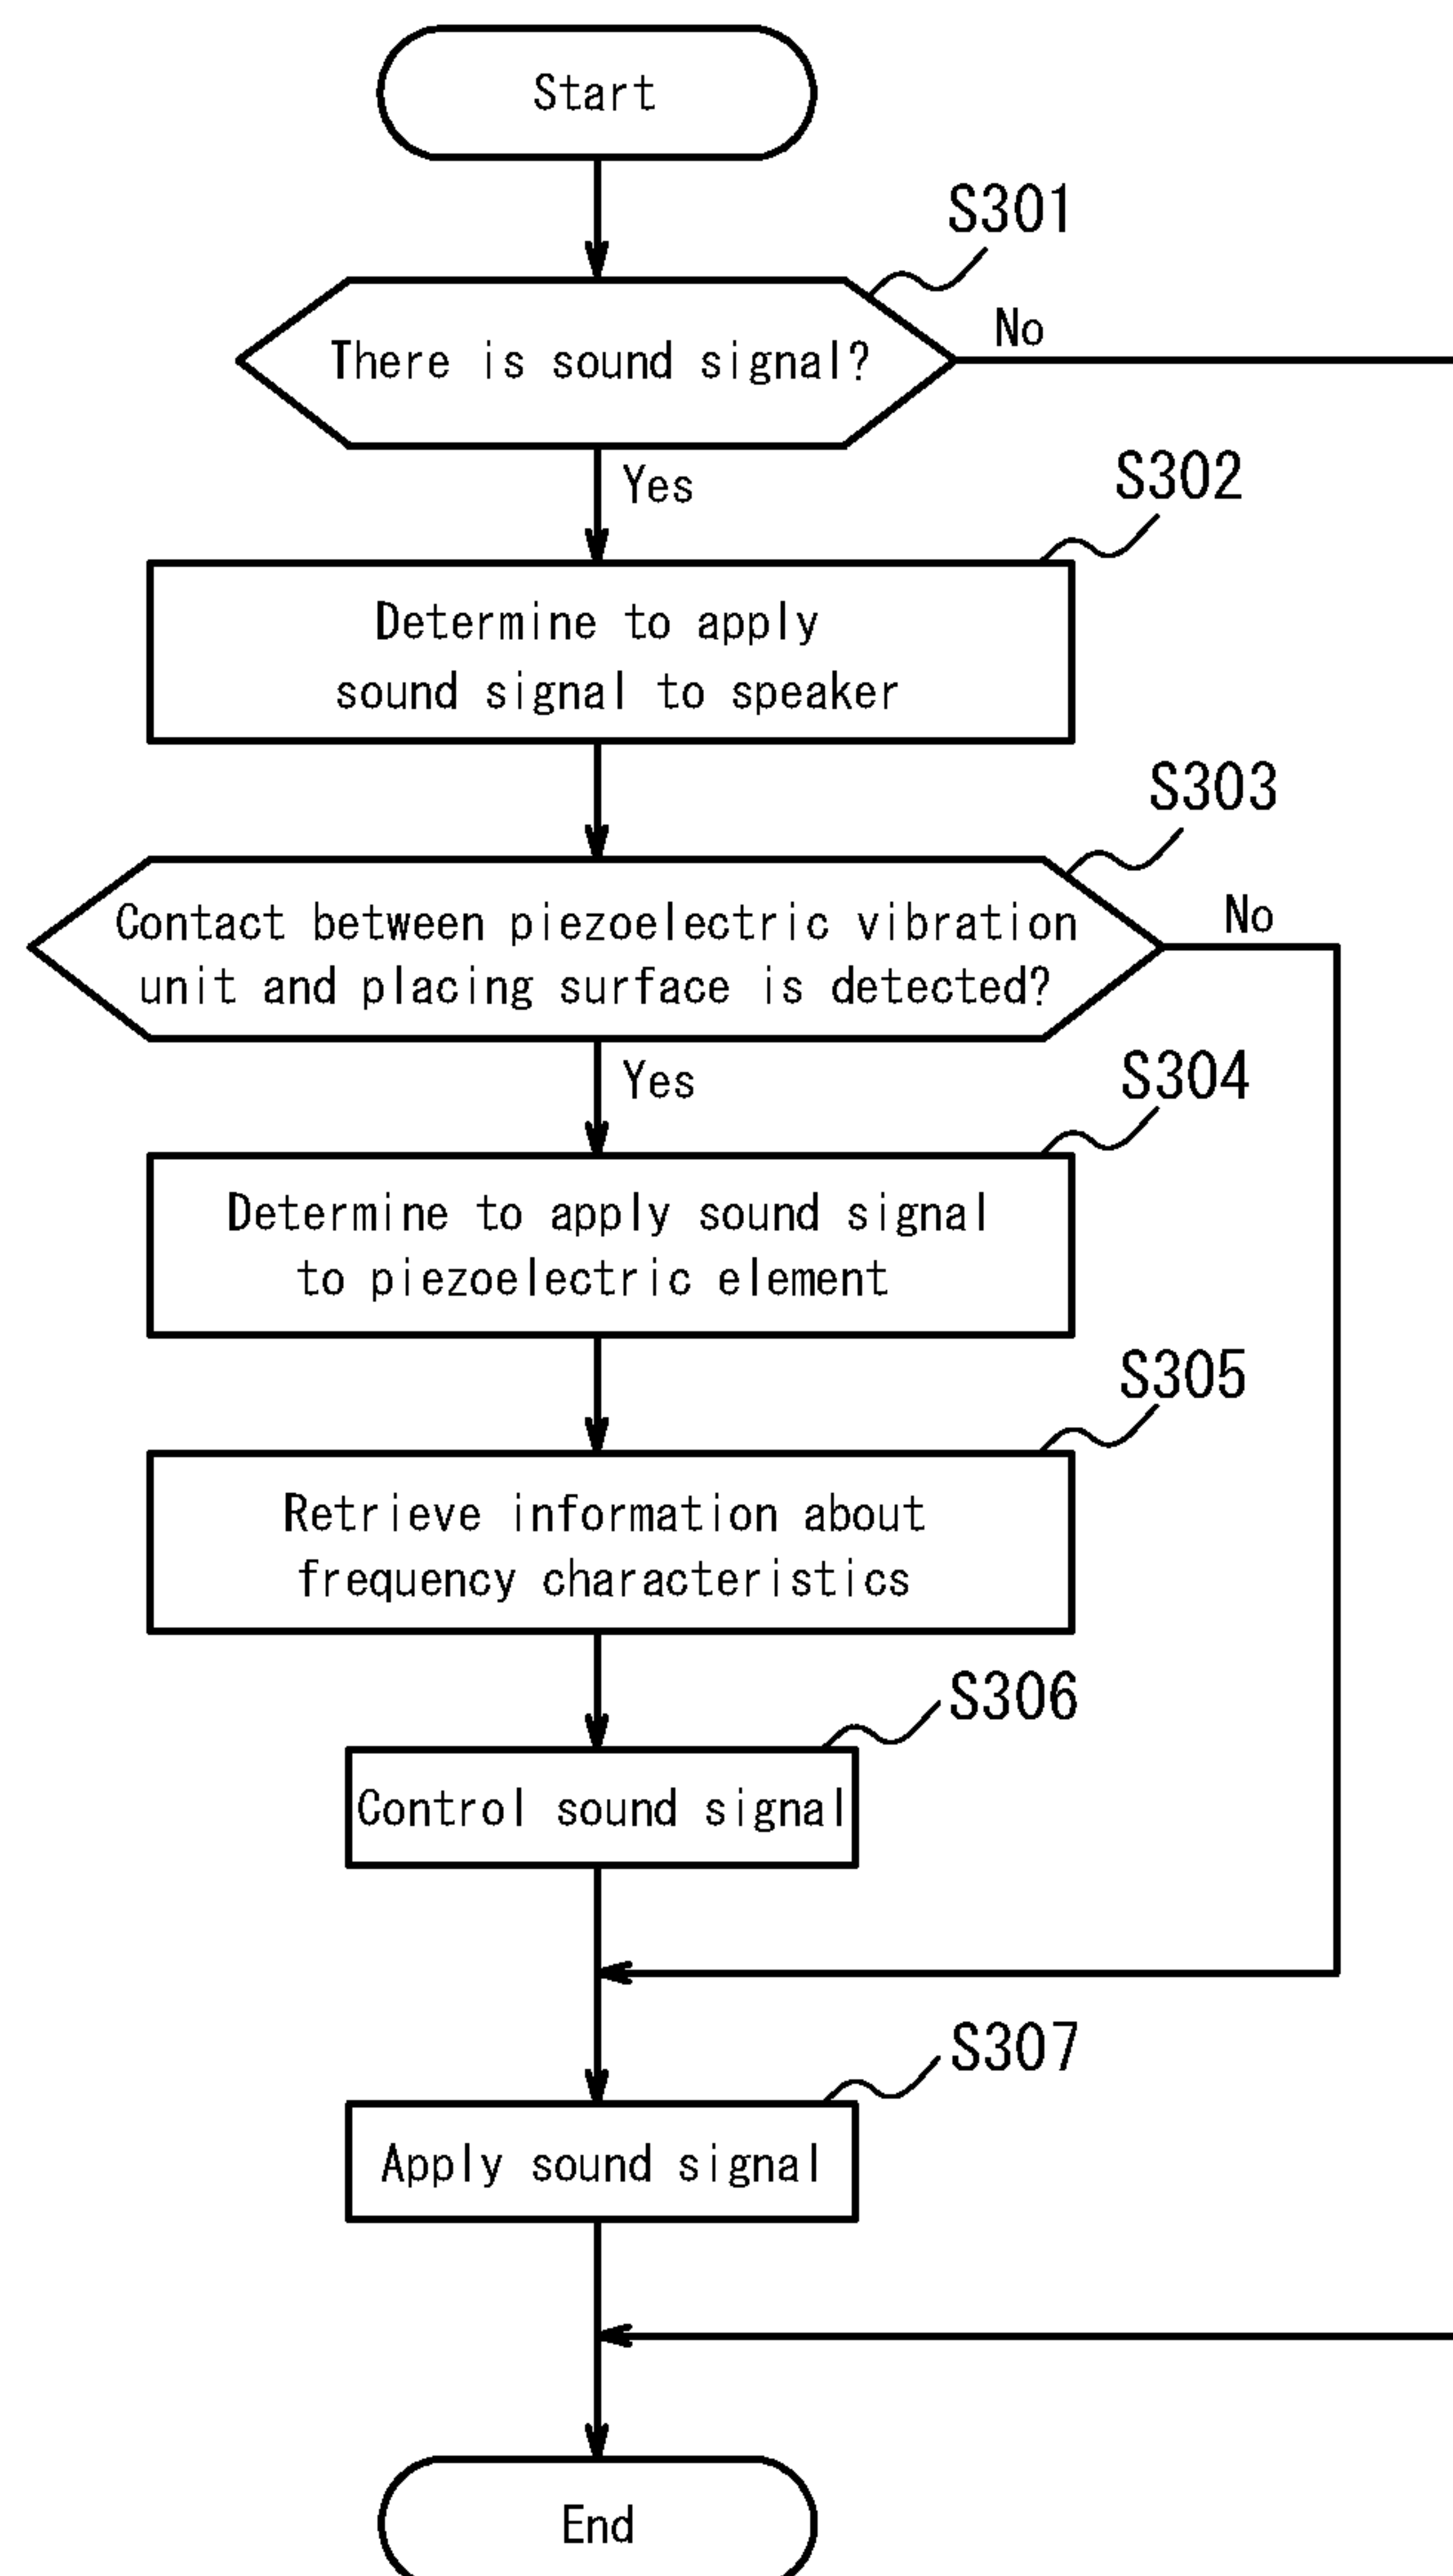 Start
S301
There is sound signal?
No
Yes
S302
Determine to apply
sound signal to speaker
S303
Contact between piezoelectric vibration
unit and placing surface is detected?
No
Yes
S304
Determine to apply sound signal
to piezoelectric element
S305
Retrieve information about
frequency characteristics
S306
Control sound signal
S307
Apply sound signal
End